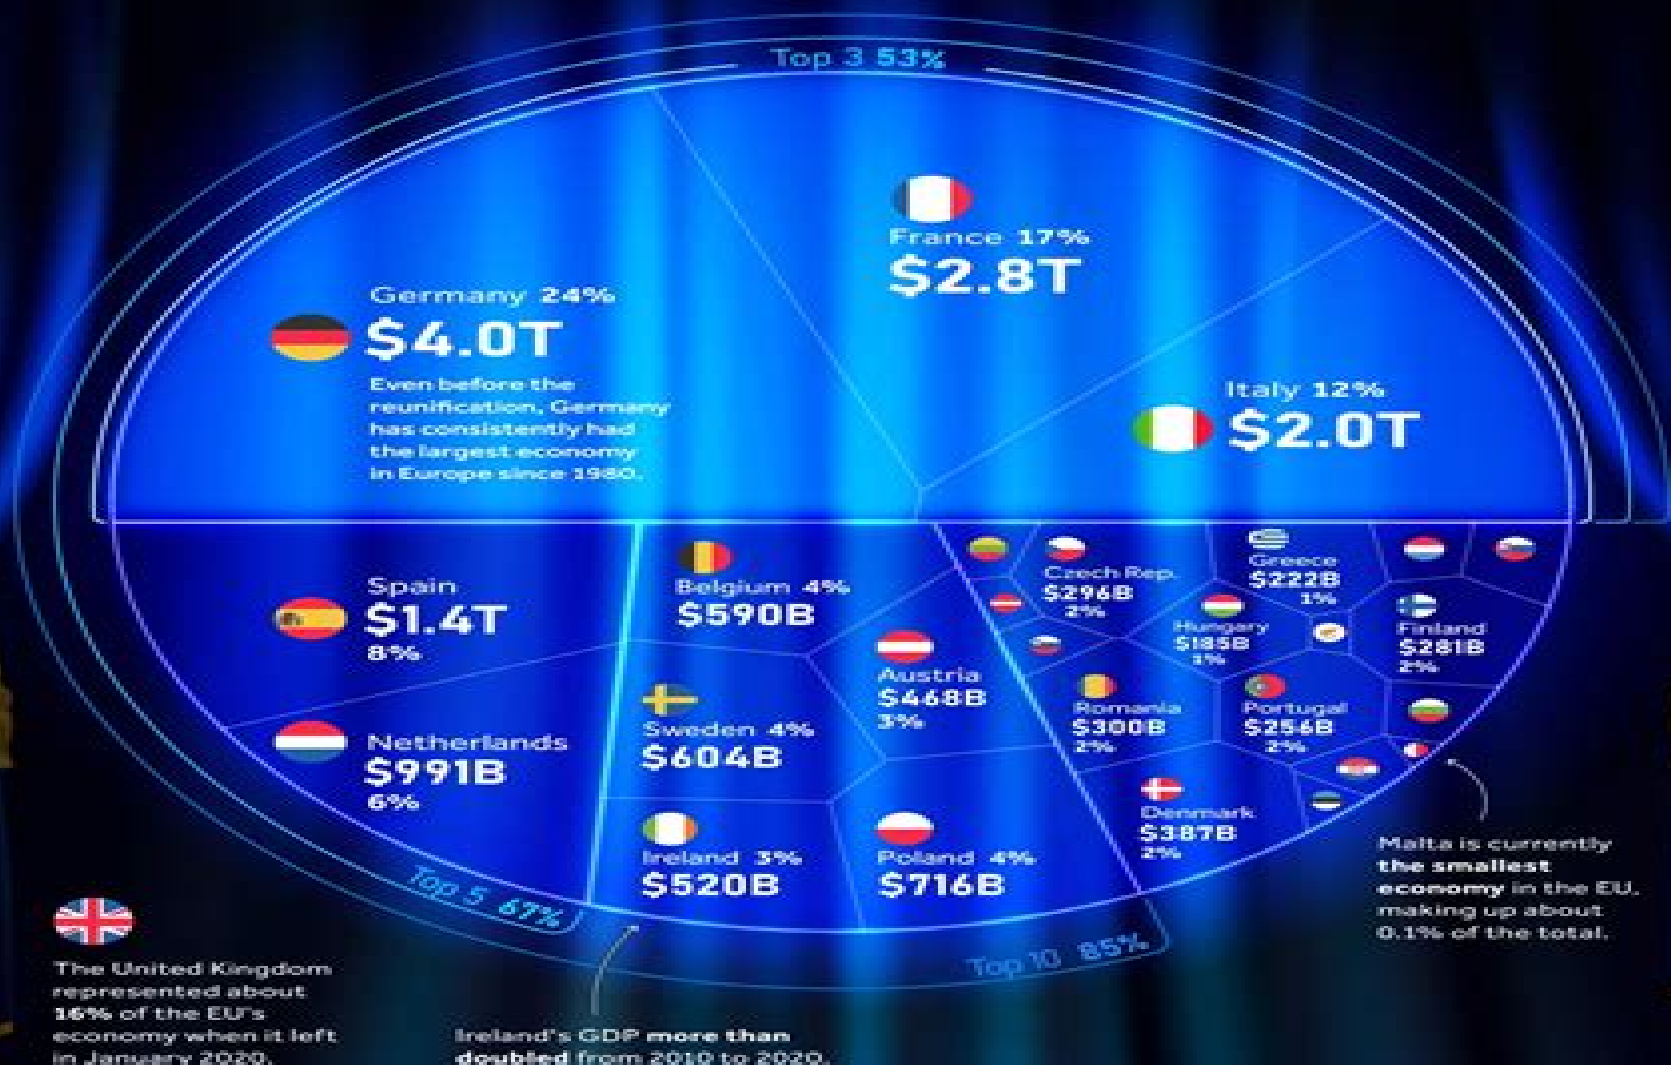 Top 3 53%
France 17%
$2.8T
Germany 24%
$4.0T
Even before the
reunification, Germany
has consistently had
the largest economy
in Europe since 1980.
Italy 12%
$2.0T
Spain
$1.4T
8%
Netherlands
$991B
6%
Belgium 4%
$590B
Sweden 4%
$604B
Ireland 3%
$520B
Austria
$468B
3%
Poland 4%
$716B
Czech Rep.
$296B
2%
Greece
$222B
1%
Hungary
$185B
1%
Finland
$281B
2%
Romania
$300B
2%
Portugal
$256B
2%
Denmark
$387B
2%
Top 5 67%
Top 10 85%
Malta is currently
the smallest
economy in the EU,
making up about
0.1% of the total.
The United Kingdom
represented about
16% of the EU's
economy when it left
in January 2020.
Ireland's GDP more than
doubled from 2010 to 2020.